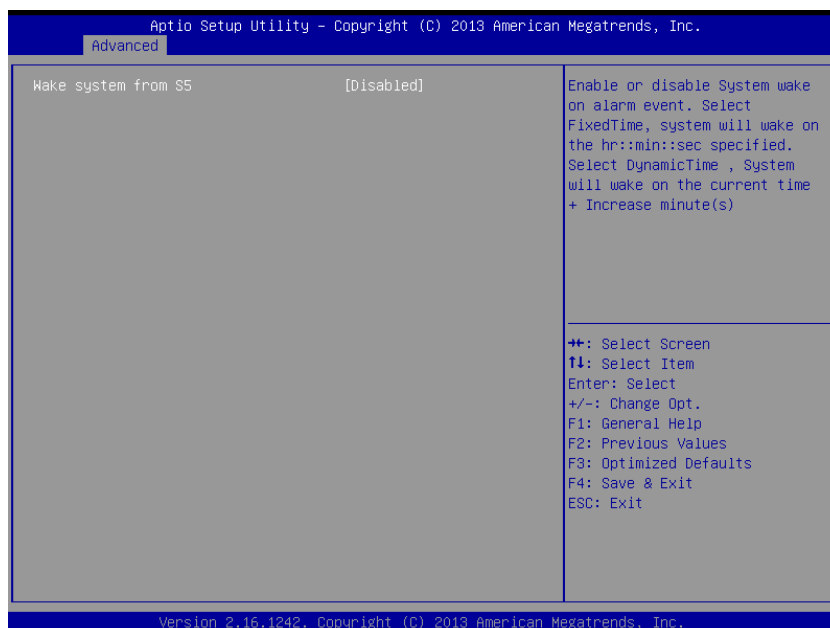 Aptio Setup Utility – Copyright (C) 2013 American Megatrends, Inc.
Advanced
Wake system from S5 [Disabled]
Enable or disable System wake
on alarm event. Select
FixedTime, system will wake on
the hr::min::sec specified.
Select DynamicTime , System
will wake on the current time
+ Increase minute(s)
→←: Select Screen
↑↓: Select Item
Enter: Select
+/-: Change Opt.
F1: General Help
F2: Previous Values
F3: Optimized Defaults
F4: Save & Exit
ESC: Exit
Version 2.16.1242. Copyright (C) 2013 American Megatrends, Inc.